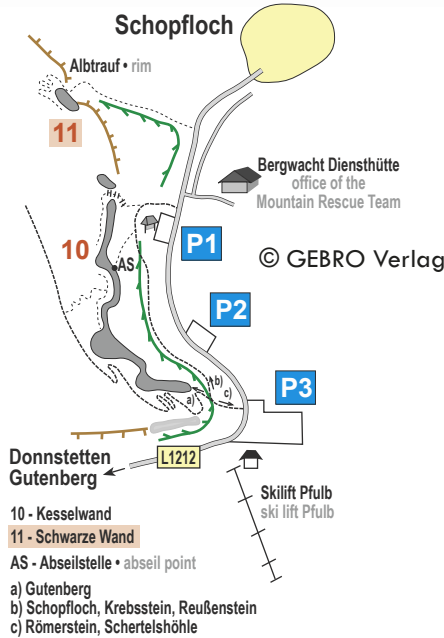 Schopfloch
Albtrauf • rim
11
Bergwacht Diensthütte
office of the
Mountain Rescue Team
10
AS
P1
© GEBRO Verlag
P2
P3
b)
a)
c)
L1212
Donnstetten
Gutenberg
Skilift Pfulb
ski lift Pfulb
10 - Kesselwand
11 - Schwarze Wand
AS - Abseilstelle • abseil point
a) Gutenberg
b) Schopfloch, Krebsstein, Reußenstein
c) Römerstein, Schertelshöhle